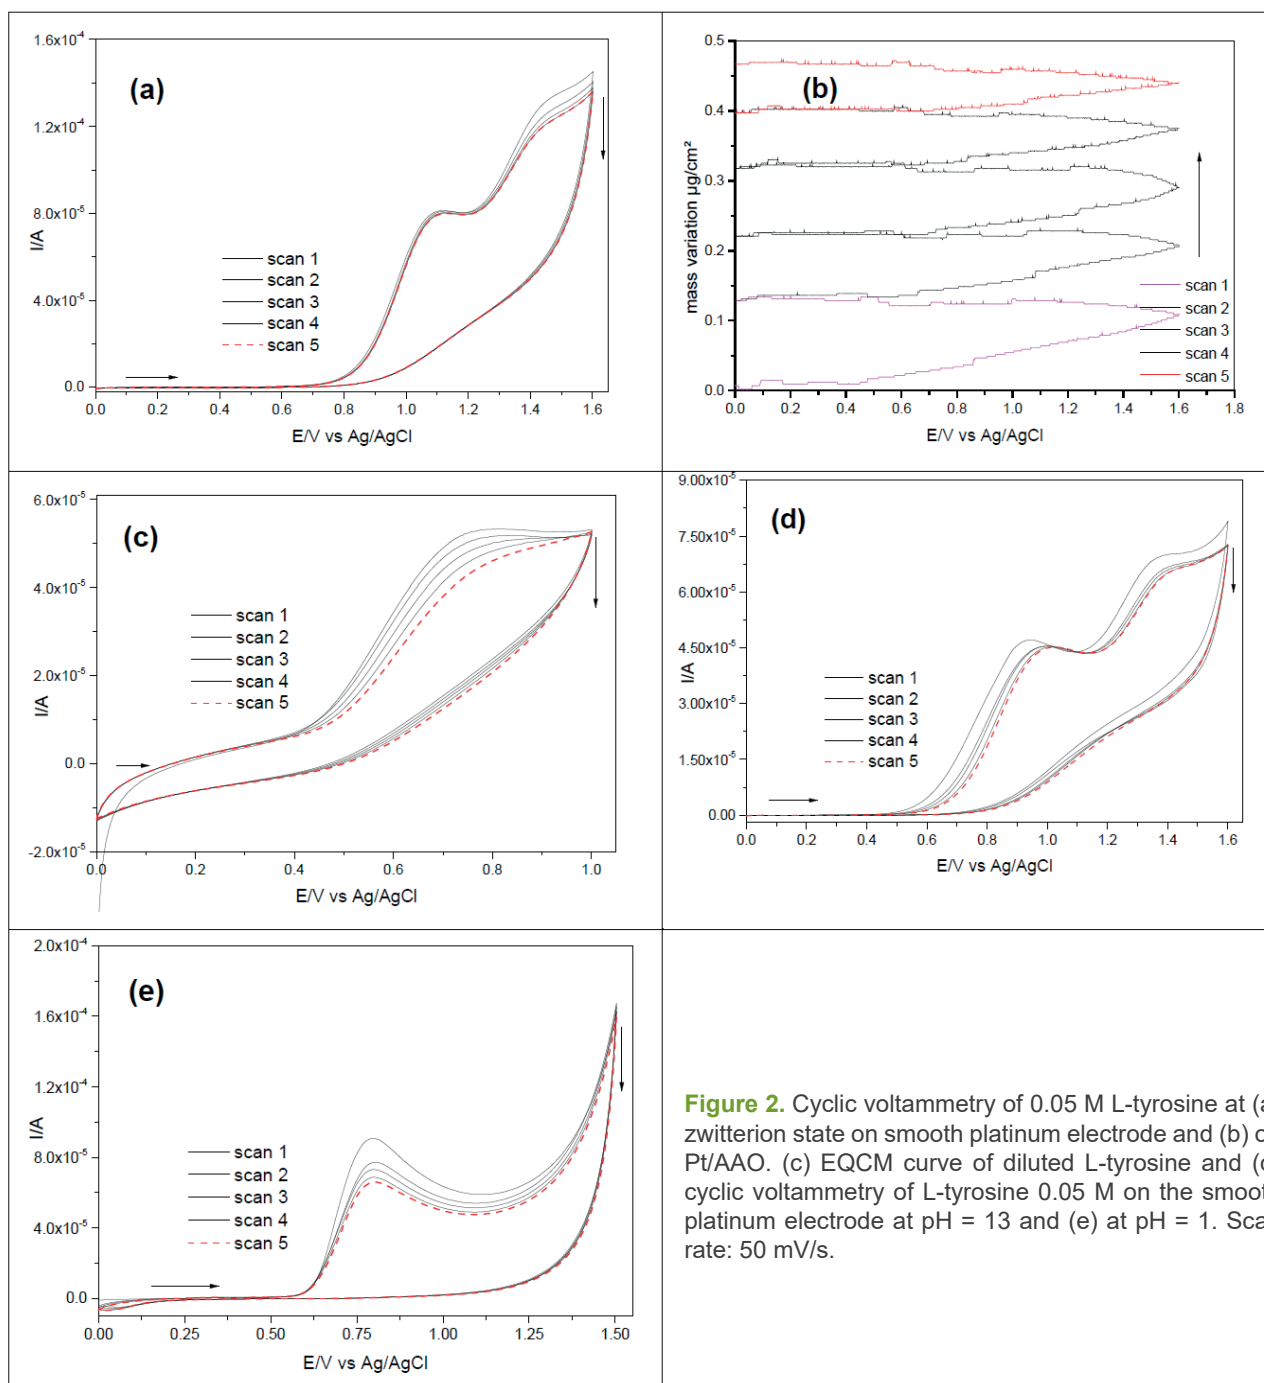 (a)
1.6x10⁻⁴
1.2x10⁻⁴
8.0x10⁻⁵
4.0x10⁻⁵
0.0
I/A
scan 1
scan 2
scan 3
scan 4
scan 5
0.0 0.2 0.4 0.6 0.8 1.0 1.2 1.4 1.6
E/V vs Ag/AgCl
(b)
0.5
0.4
0.3
0.2
0.1
0.0
mass variation µg/cm²
scan 1
scan 2
scan 3
scan 4
scan 5
0.0 0.2 0.4 0.6 0.8 1.0 1.2 1.4 1.6 1.8
E/V vs Ag/AgCl
(c)
6.0x10⁻⁵
4.0x10⁻⁵
2.0x10⁻⁵
0.0
-2.0x10⁻⁵
I/A
scan 1
scan 2
scan 3
scan 4
scan 5
0.0 0.2 0.4 0.6 0.8 1.0
E/V vs Ag/AgCl
(d)
9.00x10⁻⁵
7.50x10⁻⁵
6.00x10⁻⁵
4.50x10⁻⁵
3.00x10⁻⁵
1.50x10⁻⁵
0.00
I/A
scan 1
scan 2
scan 3
scan 4
scan 5
0.0 0.2 0.4 0.6 0.8 1.0 1.2 1.4 1.6
E/V vs Ag/AgCl
(e)
2.0x10⁻⁴
1.6x10⁻⁴
1.2x10⁻⁴
8.0x10⁻⁵
4.0x10⁻⁵
0.0
I/A
scan 1
scan 2
scan 3
scan 4
scan 5
0.00 0.25 0.50 0.75 1.00 1.25 1.50
E/V vs Ag/AgCl
Figure 2. Cyclic voltammetry of 0.05 M L-tyrosine at (a
zwitterion state on smooth platinum electrode and (b) o
Pt/AAO. (c) EQCM curve of diluted L-tyrosine and (d
cyclic voltammetry of L-tyrosine 0.05 M on the smoot
platinum electrode at pH = 13 and (e) at pH = 1. Sca
rate: 50 mV/s.